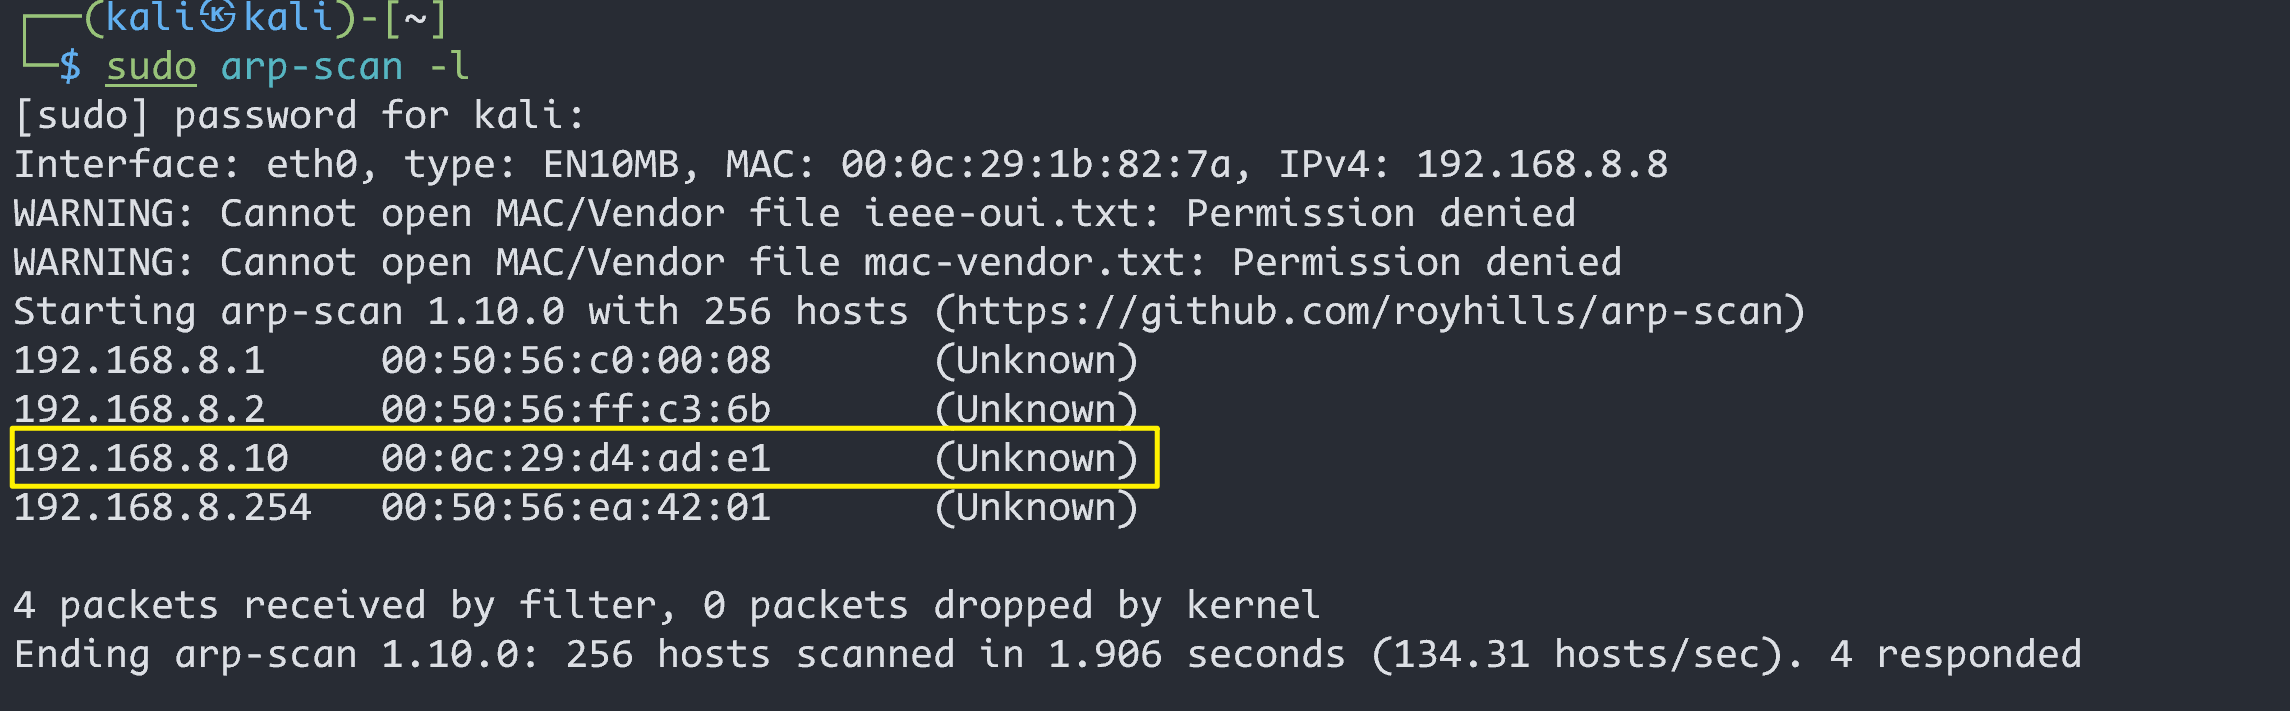 ┌──(kali㉿kali)-[~]
└─$ sudo arp-scan -l
[sudo] password for kali:
Interface: eth0, type: EN10MB, MAC: 00:0c:29:1b:82:7a, IPv4: 192.168.8.8
WARNING: Cannot open MAC/Vendor file ieee-oui.txt: Permission denied
WARNING: Cannot open MAC/Vendor file mac-vendor.txt: Permission denied
Starting arp-scan 1.10.0 with 256 hosts (https://github.com/royhills/arp-scan)
192.168.8.1     00:50:56:c0:00:08       (Unknown)
192.168.8.2     00:50:56:ff:c3:6b       (Unknown)
192.168.8.10    00:0c:29:d4:ad:e1       (Unknown)
192.168.8.254   00:50:56:ea:42:01       (Unknown)
4 packets received by filter, 0 packets dropped by kernel
Ending arp-scan 1.10.0: 256 hosts scanned in 1.906 seconds (134.31 hosts/sec). 4 responded